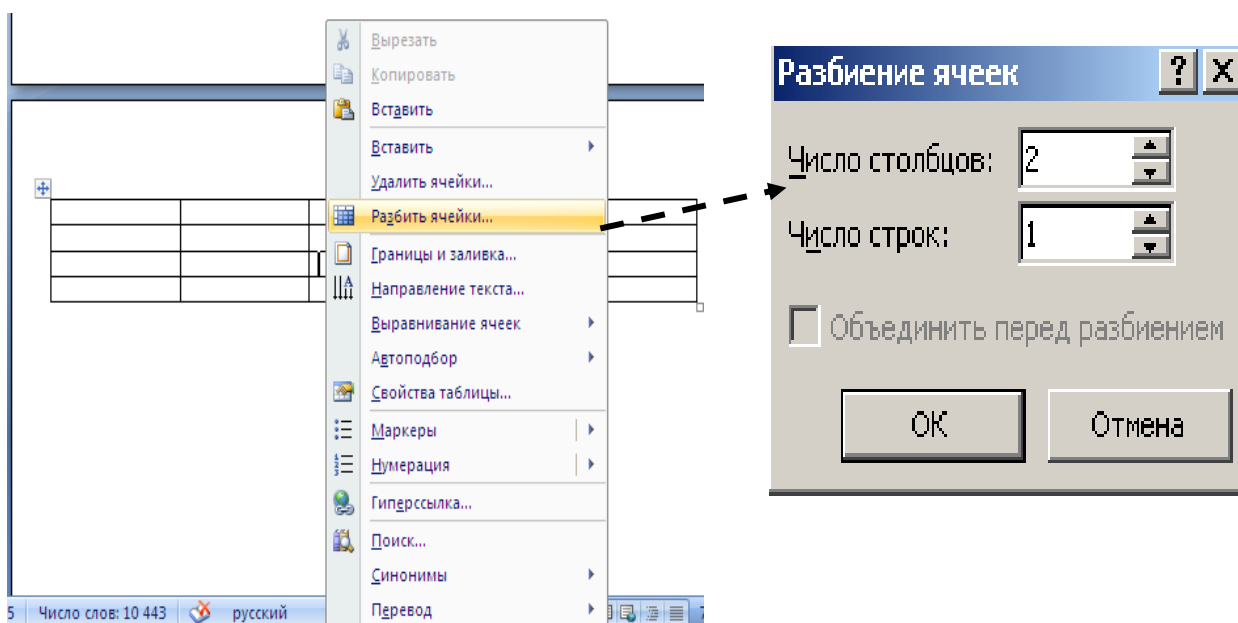 Вырезать
Копировать
Вставить
Вставить
Удалить ячейки...
Разбить ячейки...
Границы и заливка...
Направление текста...
Выравнивание ячеек
Автоподбор
Свойства таблицы...
Маркеры
Нумерация
Гиперссылка...
Поиск...
Синонимы
Перевод
5 Число слов: 10 443 русский
Разбиение ячеек
Число столбцов: 2
Число строк: 1
Объединить перед разбиением
ОК Отмена